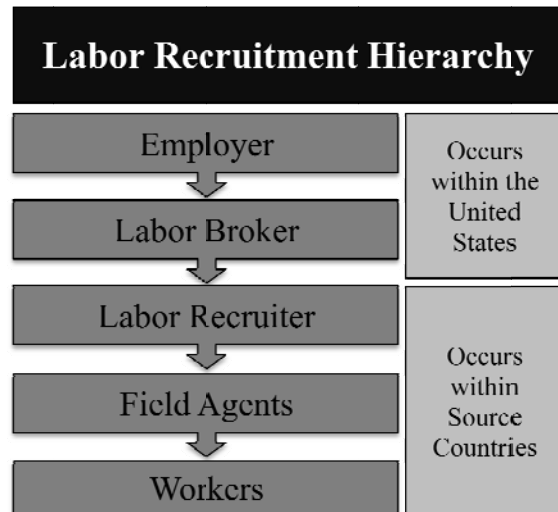 Labor Recruitment Hierarchy
Employer
Labor Broker
Labor Recruiter
Field Agents
Workers
Occurs
within the
United
States
Occurs
within
Source
Countries